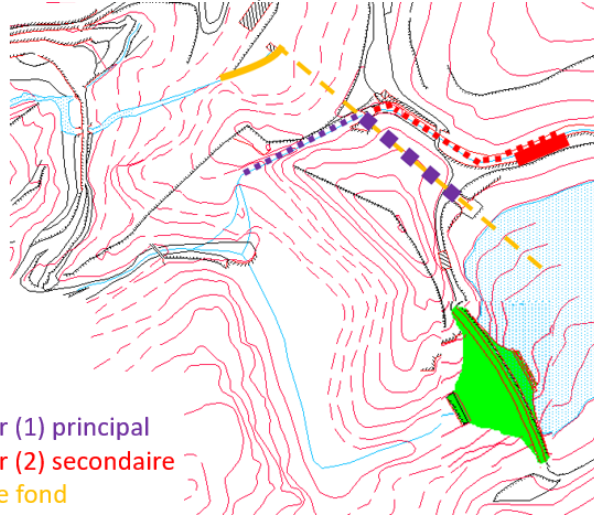 r (1) principal
r (2) secondaire
e fond